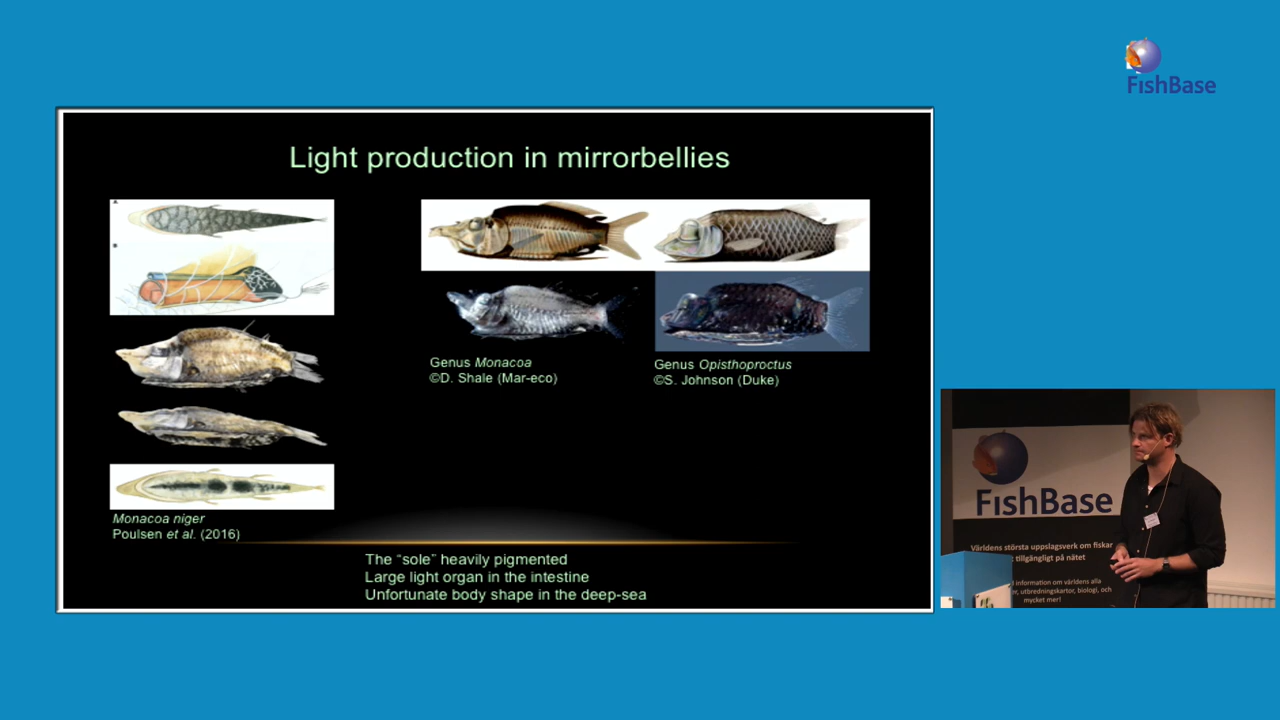 FishBase
Light production in mirrorbellies
A
B
Genus Monacoa
©D. Shale (Mar-eco)
Genus Opisthoproctus
©S. Johnson (Duke)
Monacoa niger
Poulsen et al. (2016)
The “sole” heavily pigmented
Large light organ in the intestine
Unfortunate body shape in the deep-sea
FishBase
Världens största uppslagsverk om fiskar
tillgängligt på nätet
information om världens alla
utbredningskartor, biologi, och
mycket mer!